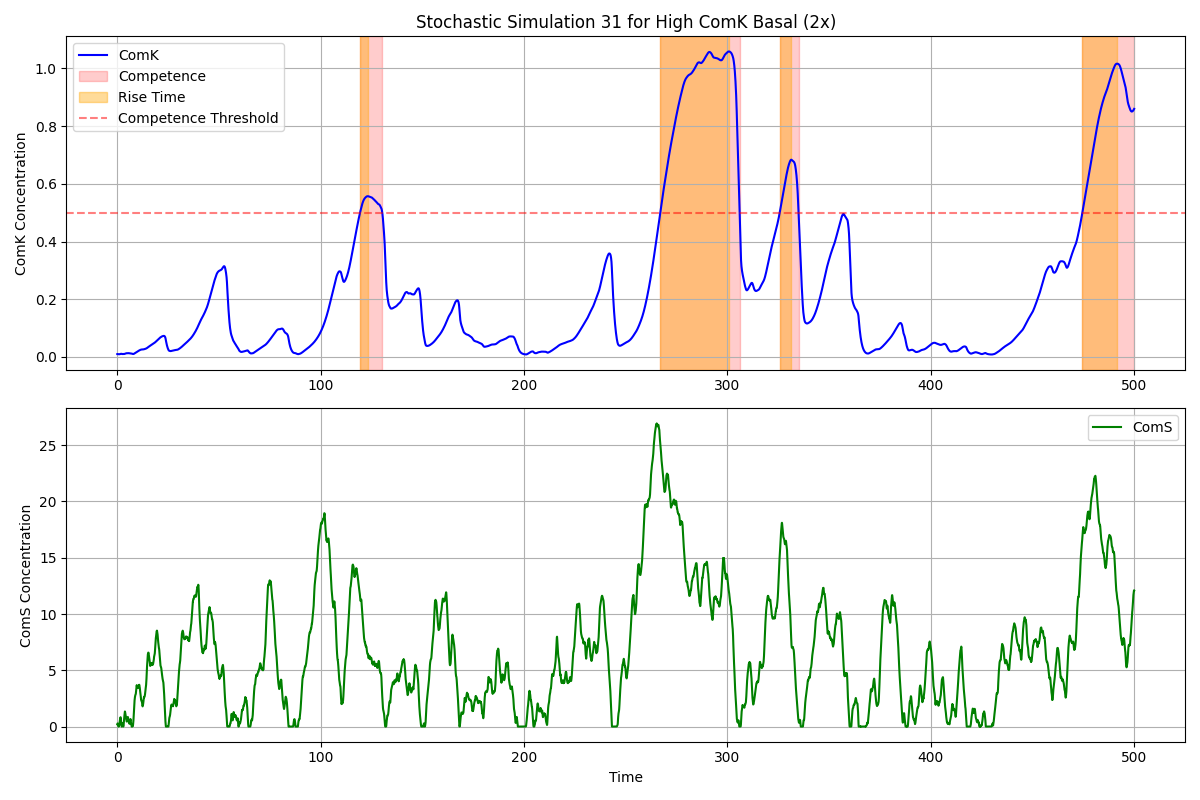 Stochastic Simulation 31 for High ComK Basal (2x)
ComK
Competence
Rise Time
Competence Threshold
ComK Concentration
1.0
0.8
0.6
0.4
0.2
0.0
0 100 200 300 400 500
ComS
ComS Concentration
25
20
15
10
5
0
0 100 200 300 400 500
Time